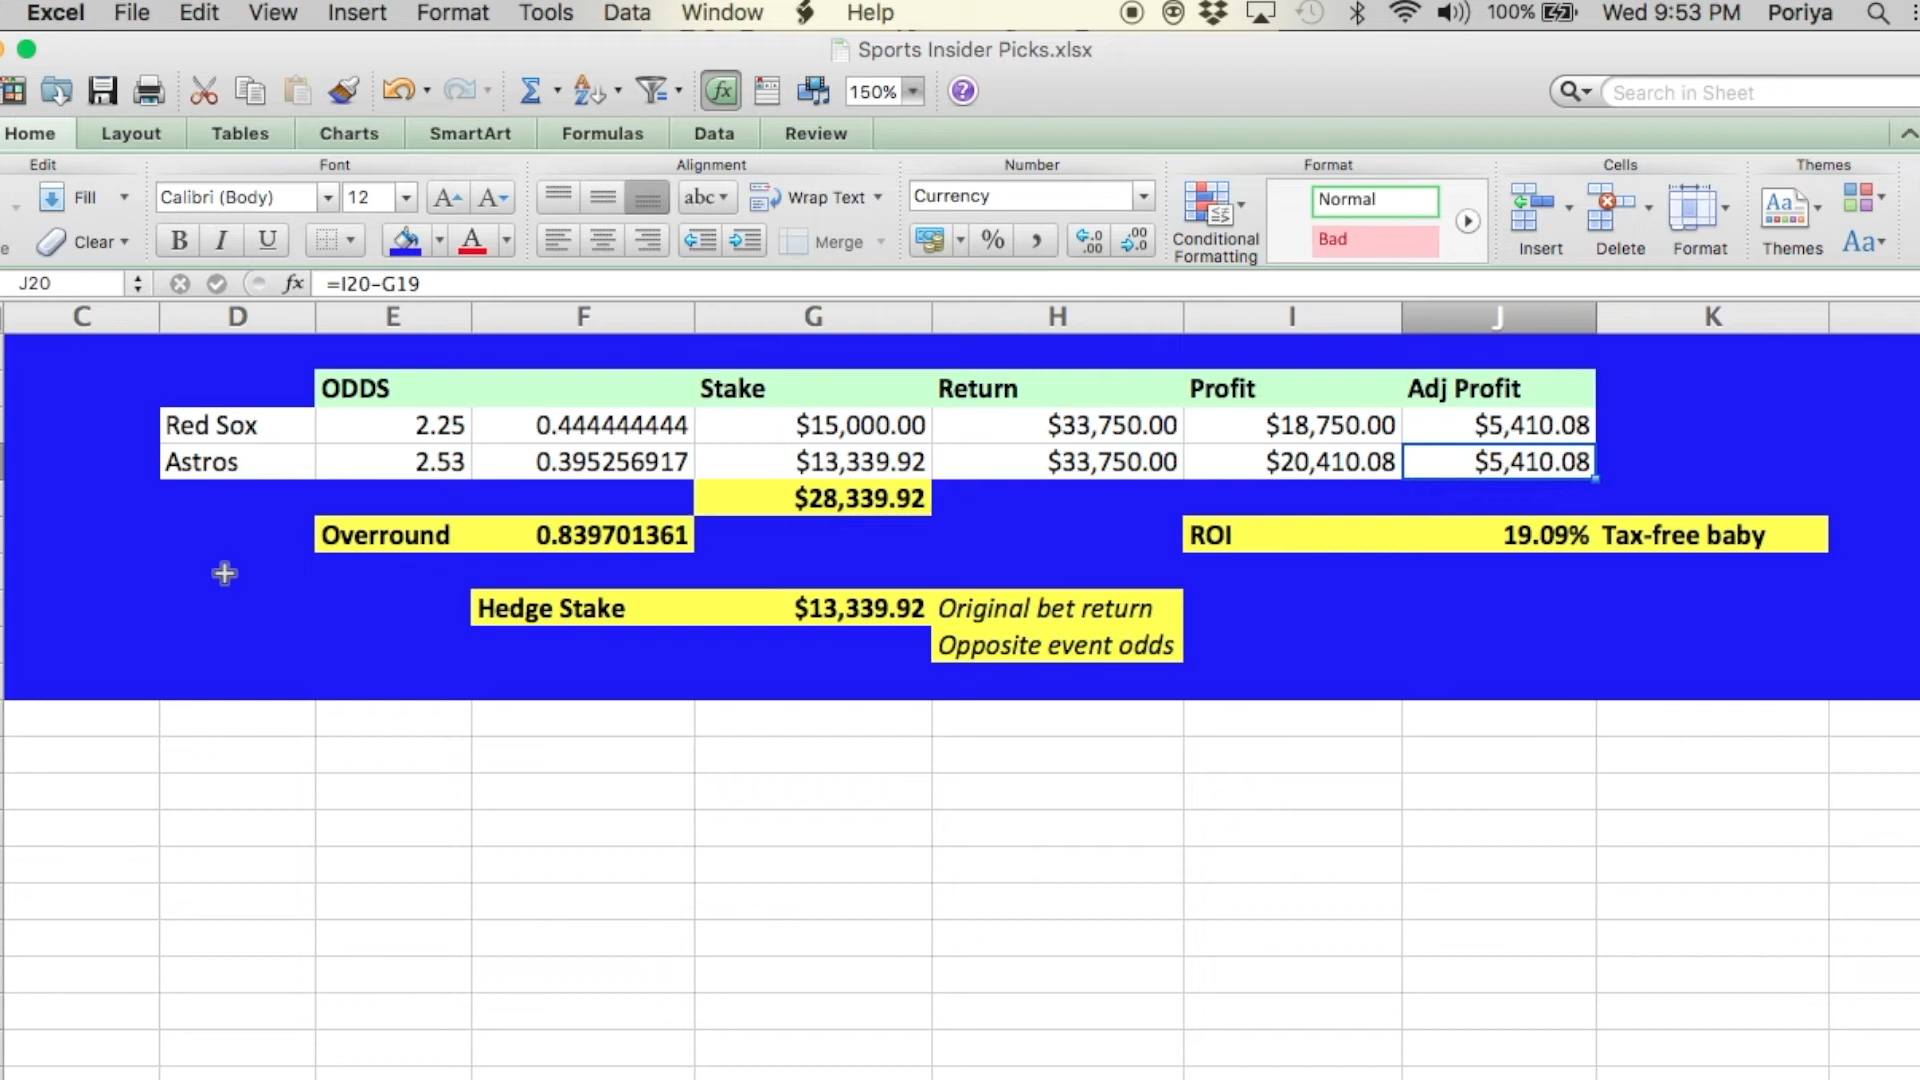 Excel File Edit View Insert Format Tools Data Window Help 100% Wed 9:53 PM Poriya
Sports Insider Picks.xlsx
150% Search in Sheet
Home Layout Tables Charts SmartArt Formulas Data Review
Edit Font Alignment Number Format Cells Themes
Fill Calibri (Body) 12 abc Wrap Text Currency Normal
Clear B I U A Merge % Conditional Formatting Bad Insert Delete Format Themes Aa
J20 fx =I20-G19
C D E F G H I J K
ODDS Stake Return Profit Adj Profit
Red Sox 2.25 0.444444444 $15,000.00 $33,750.00 $18,750.00 $5,410.08
Astros 2.53 0.395256917 $13,339.92 $33,750.00 $20,410.08 $5,410.08
$28,339.92
Overround 0.839701361 ROI 19.09% Tax-free baby
Hedge Stake $13,339.92 Original bet return
Opposite event odds